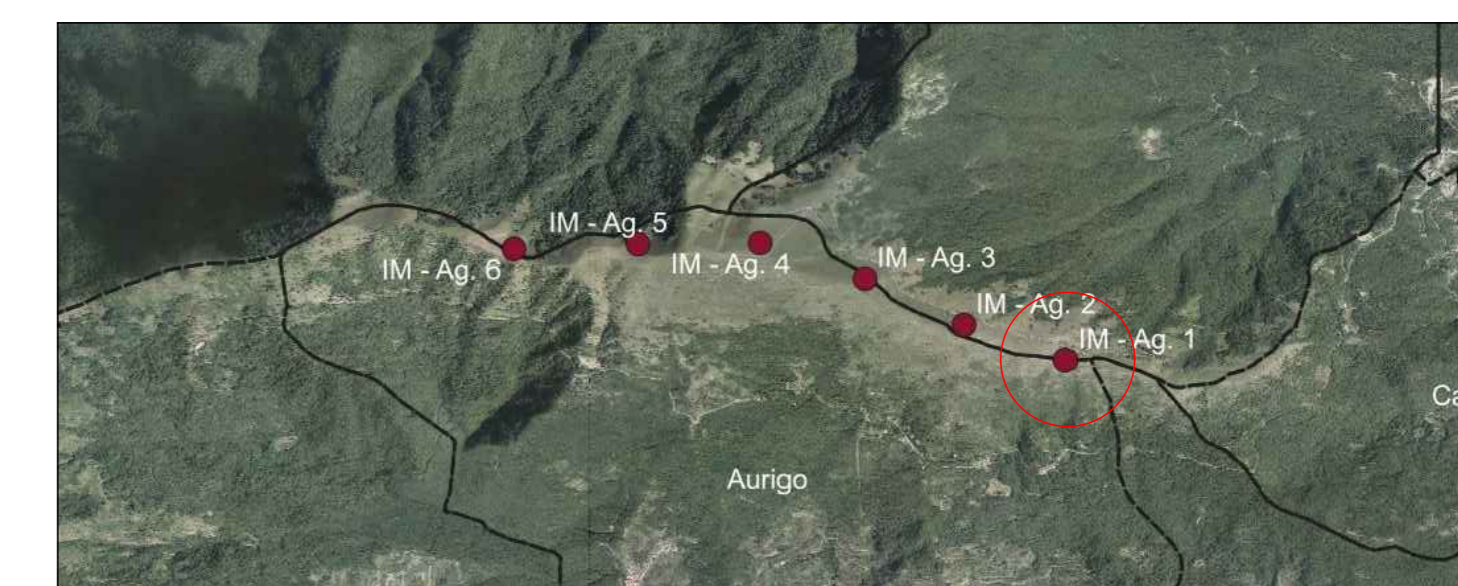 IM - Ag. 5
IM - Ag. 6
IM - Ag. 4
IM - Ag. 3
IM - Ag. 2
IM - Ag. 1
Ca
Aurigo